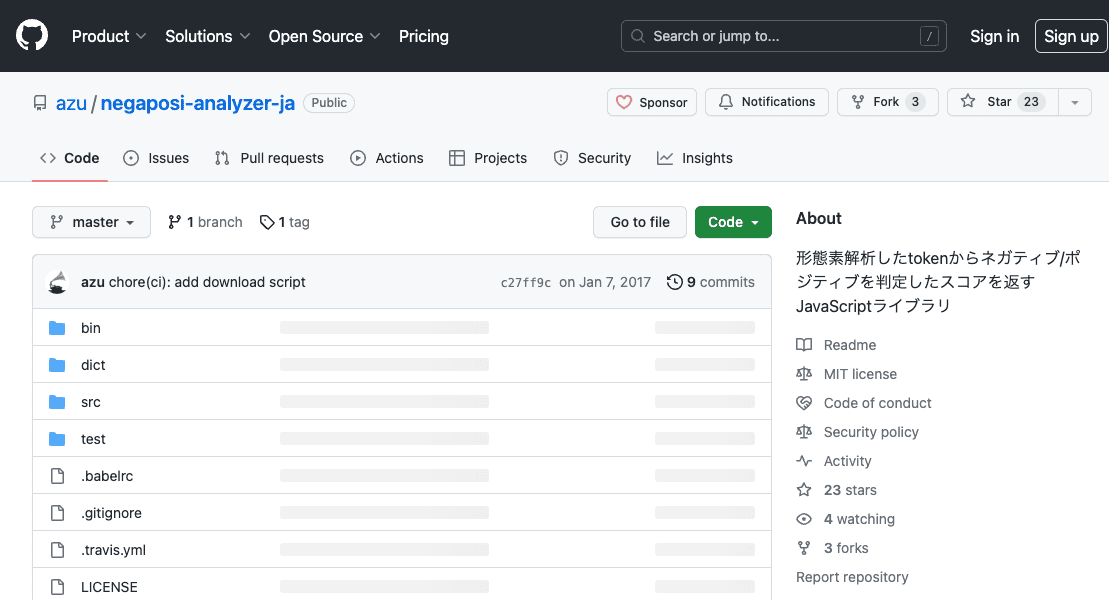 Product Solutions Open Source Pricing Search or jump to... / Sign in Sign up
azu / negaposi-analyzer-ja Public Sponsor Notifications Fork 3 Star 23
Code Issues Pull requests Actions Projects Security Insights
master 1 branch 1 tag Go to file Code
azu chore(ci): add download script c27ff9c on Jan 7, 2017 9 commits
bin
dict
src
test
.babelrc
.gitignore
.travis.yml
LICENSE
About
形態素解析したtokenからネガティブ/ポ
ジティブを判定したスコアを返す
JavaScriptライブラリ
Readme
MIT license
Code of conduct
Security policy
Activity
23 stars
4 watching
3 forks
Report repository